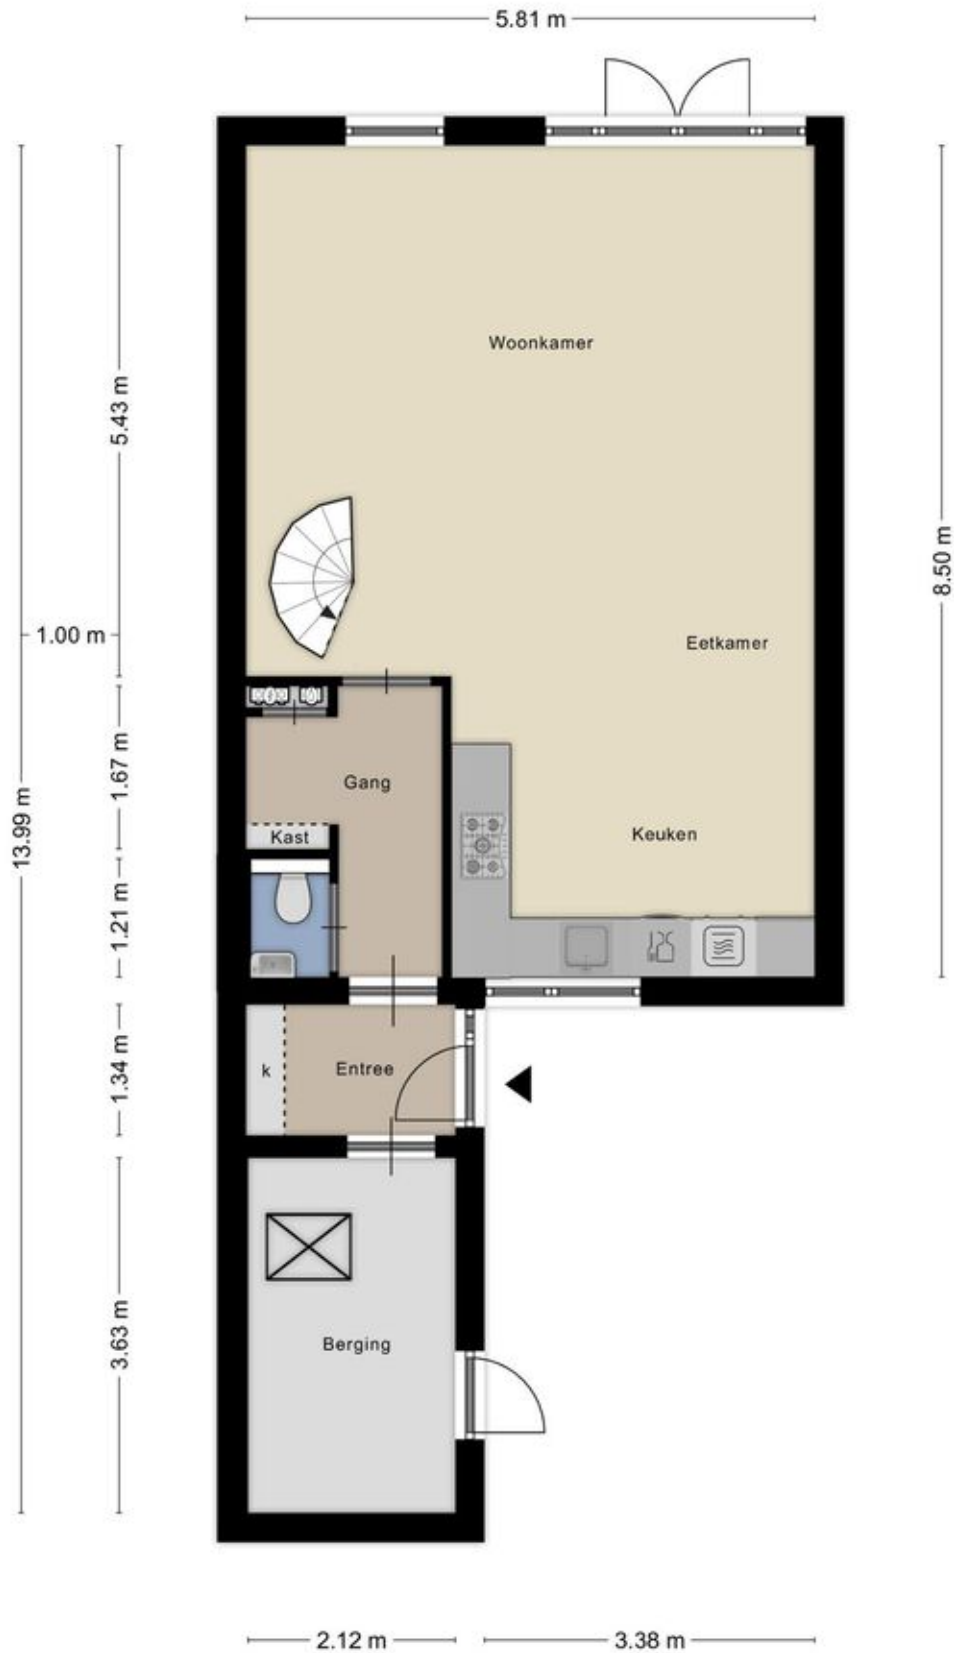 5.81 m
Woonkamer
5.43 m
8.50 m
1.00 m
Eetkamer
1.67 m
Gang
13.99 m
Kast
Keuken
1.21 m
1.34 m
k
Entree
3.63 m
Berging
2.12 m
3.38 m